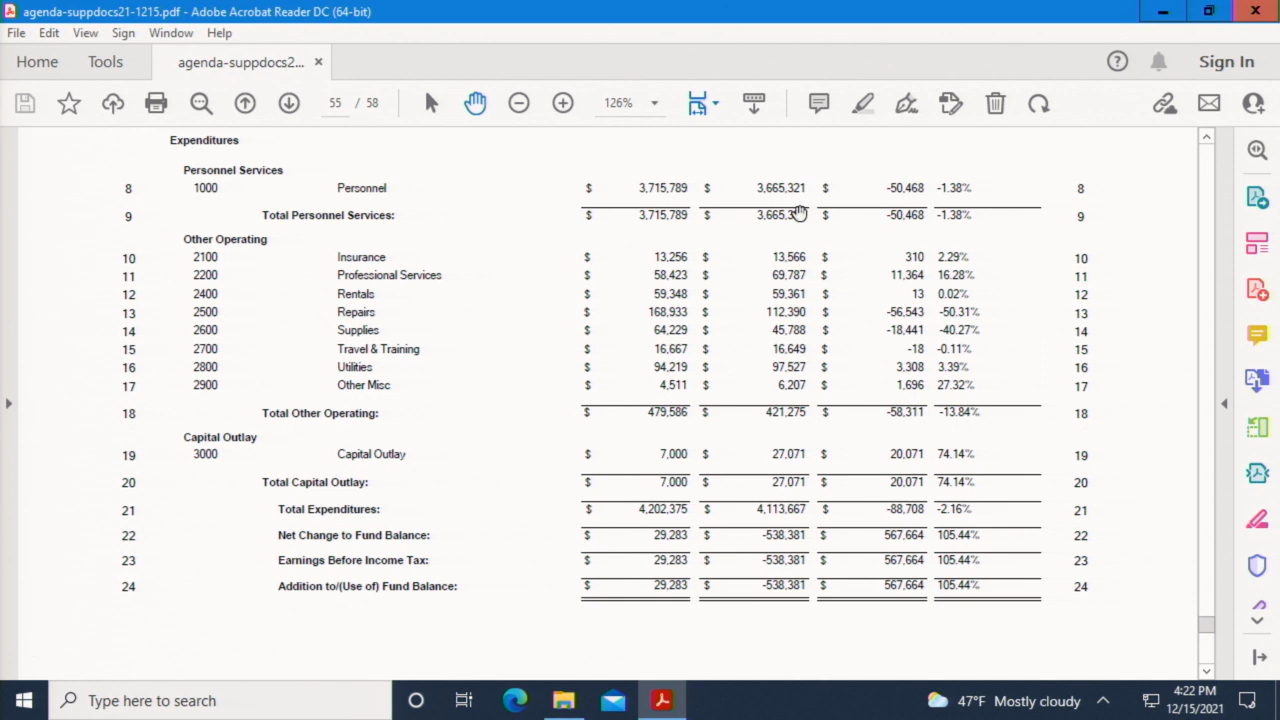 agenda-suppdocs21-1215.pdf - Adobe Acrobat Reader DC (64-bit)
File Edit View Sign Window Help
Home Tools agenda-suppdocs2... × Sign In
55 / 58 126%
Expenditures
Personnel Services
8 1000 Personnel $ 3,715,789 $ 3,665,321 $ -50,468 -1.38% 8
9 Total Personnel Services: $ 3,715,789 $ $ -50,468 -1.38% 9
Other Operating
10 2100 Insurance $ 13,256 $ 13,566 $ 310 2.29% 10
11 2200 Professional Services $ 58,423 $ 69,787 $ 11,364 16.28% 11
12 2400 Rentals $ 59,348 $ 59,361 $ 13 0.02% 12
13 2500 Repairs $ 168,933 $ 112,390 $ -56,543 -50.31% 13
14 2600 Supplies $ 64,229 $ 45,788 $ -18,441 -40.27% 14
15 2700 Travel & Training $ 16,667 $ 16,649 $ -18 -0.11% 15
16 2800 Utilities $ 94,219 $ 97,527 $ 3,308 3.39% 16
17 2900 Other Misc $ 4,511 $ 6,207 $ 1,696 27.32% 17
18 Total Other Operating: $ 479,586 $ 421,275 $ -58,311 -13.84% 18
Capital Outlay
19 3000 Capital Outlay $ 7,000 $ 27,071 $ 20,071 74.14% 19
20 Total Capital Outlay: $ 7,000 $ 27,071 $ 20,071 74.14% 20
21 Total Expenditures: $ 4,202,375 $ 4,113,667 $ -88,708 -2.16% 21
22 Net Change to Fund Balance: $ 29,283 $ -538,381 $ 567,664 105.44% 22
23 Earnings Before Income Tax: $ 29,283 $ -538,381 $ 567,664 105.44% 23
24 Addition to/(Use of) Fund Balance: $ 29,283 $ -538,381 $ 567,664 105.44% 24
Type here to search 47°F Mostly cloudy 4:22 PM
12/15/2021